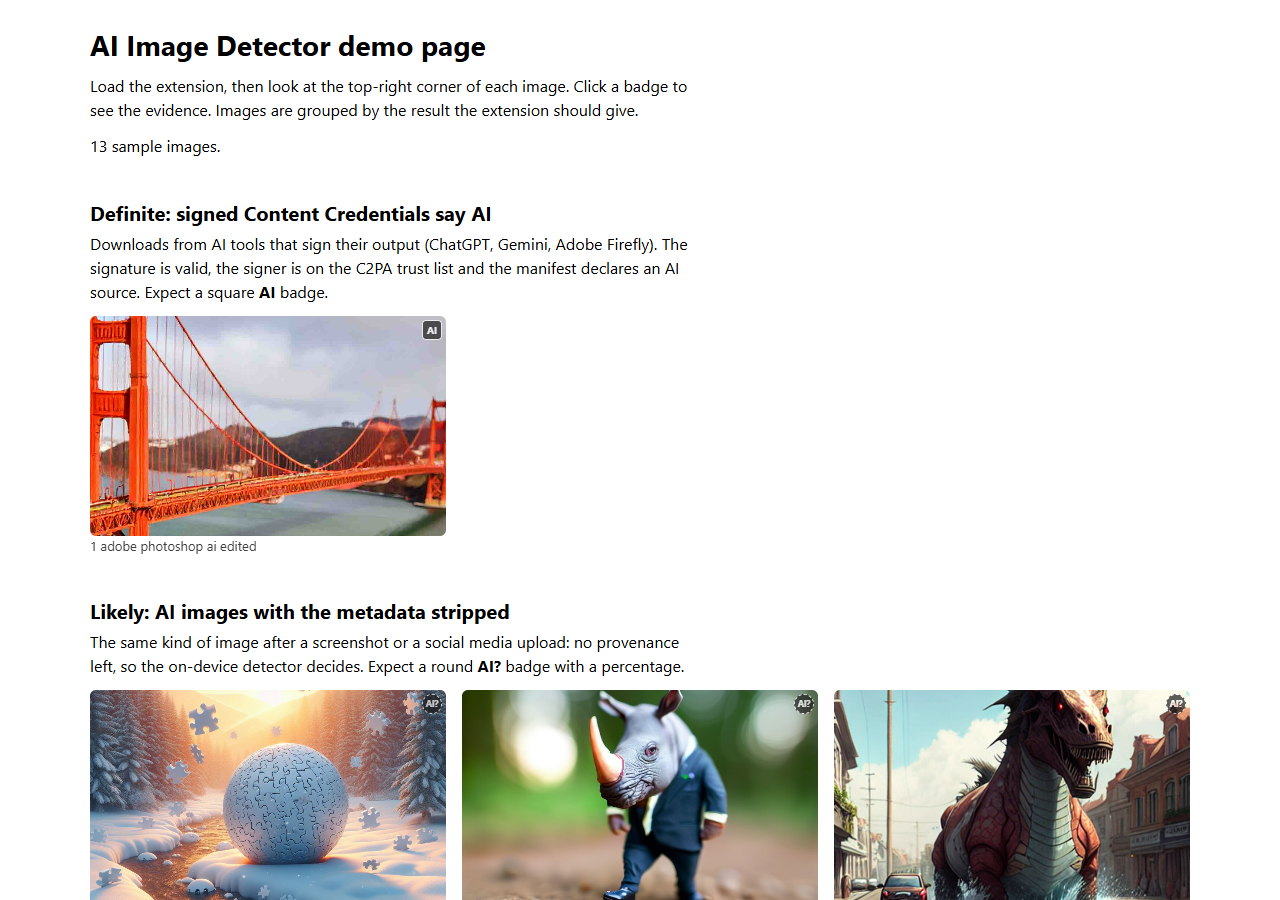 AI Image Detector demo page
Load the extension, then look at the top-right corner of each image. Click a badge to
see the evidence. Images are grouped by the result the extension should give.
13 sample images.
Definite: signed Content Credentials say AI
Downloads from AI tools that sign their output (ChatGPT, Gemini, Adobe Firefly). The
signature is valid, the signer is on the C2PA trust list and the manifest declares an AI
source. Expect a square AI badge.
AI
1 adobe photoshop ai edited
Likely: AI images with the metadata stripped
The same kind of image after a screenshot or a social media upload: no provenance
left, so the on-device detector decides. Expect a round AI? badge with a percentage.
AI?
AI?
AI?